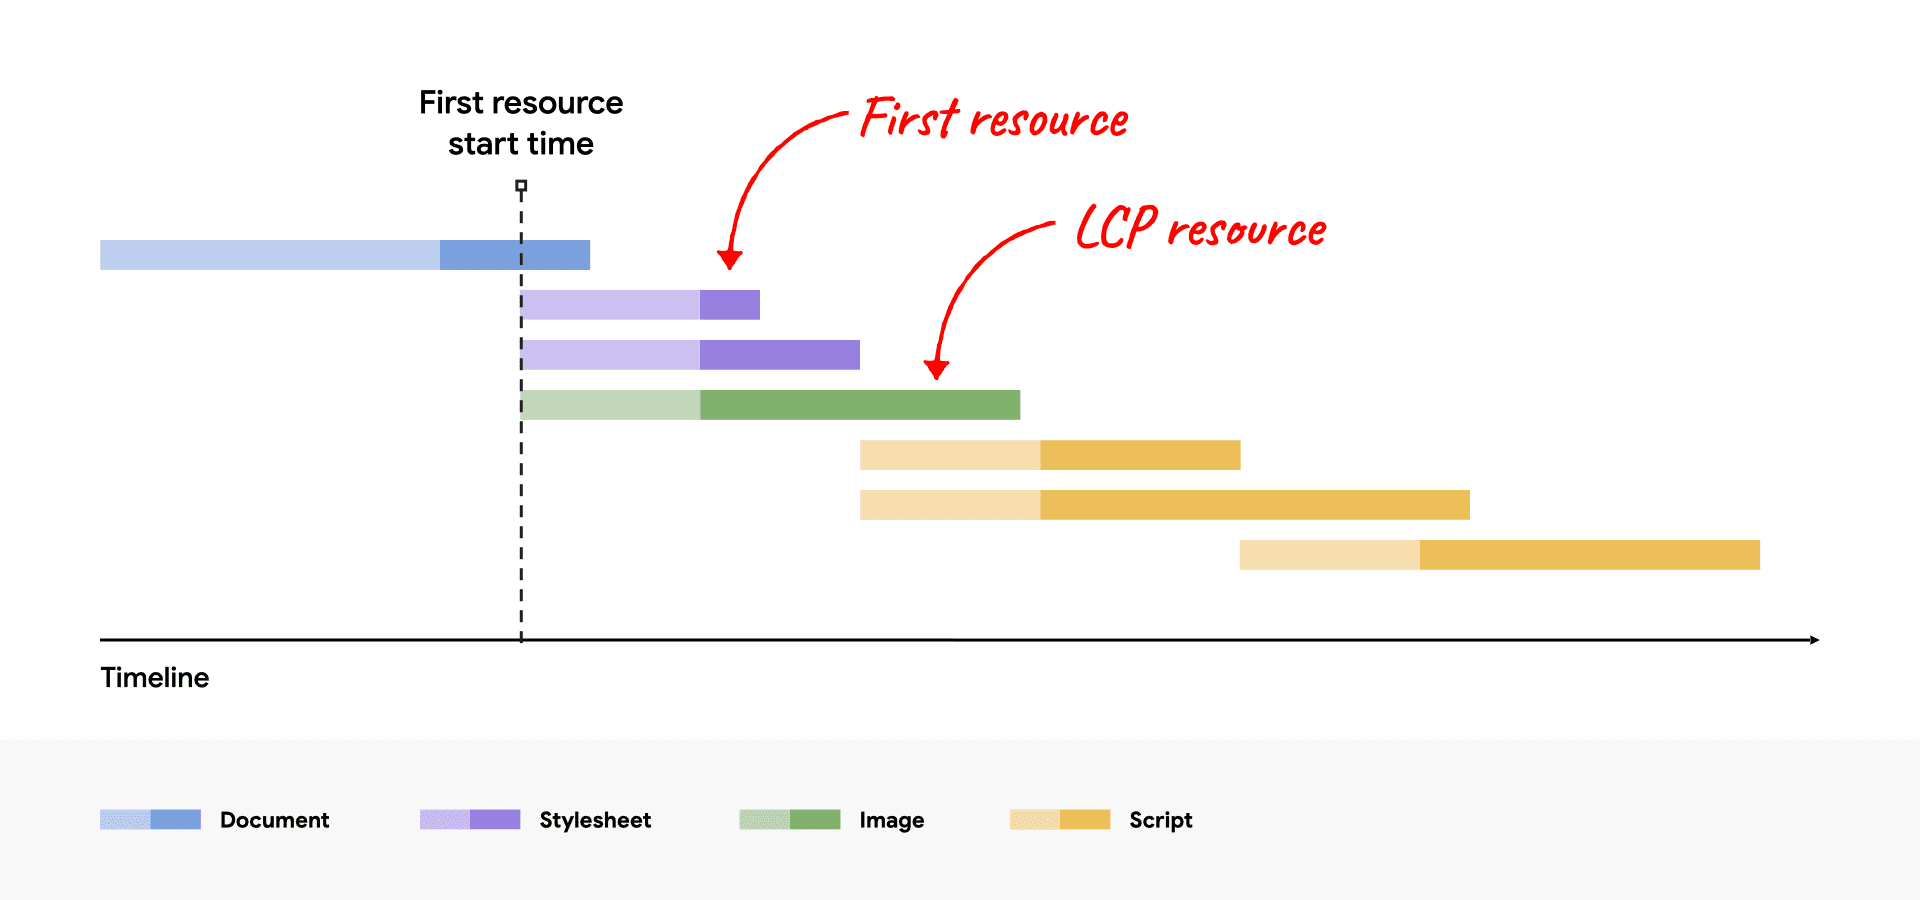 First resource
start time
First resource
LCP resource
Timeline
Document
Stylesheet
Image
Script